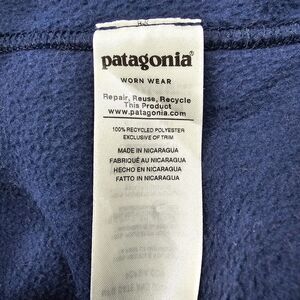 patagonia®
WORN WEAR
Repair, Reuse, Recycle
This Product
www.patagonia.com
100% RECYCLED POLYESTER
EXCLUSIVE OF TRIM
MADE IN NICARAGUA
FABRIQUÉ AU NICARAGUA
HECHO EN NICARAGUA
FATTO IN NICARAGUA